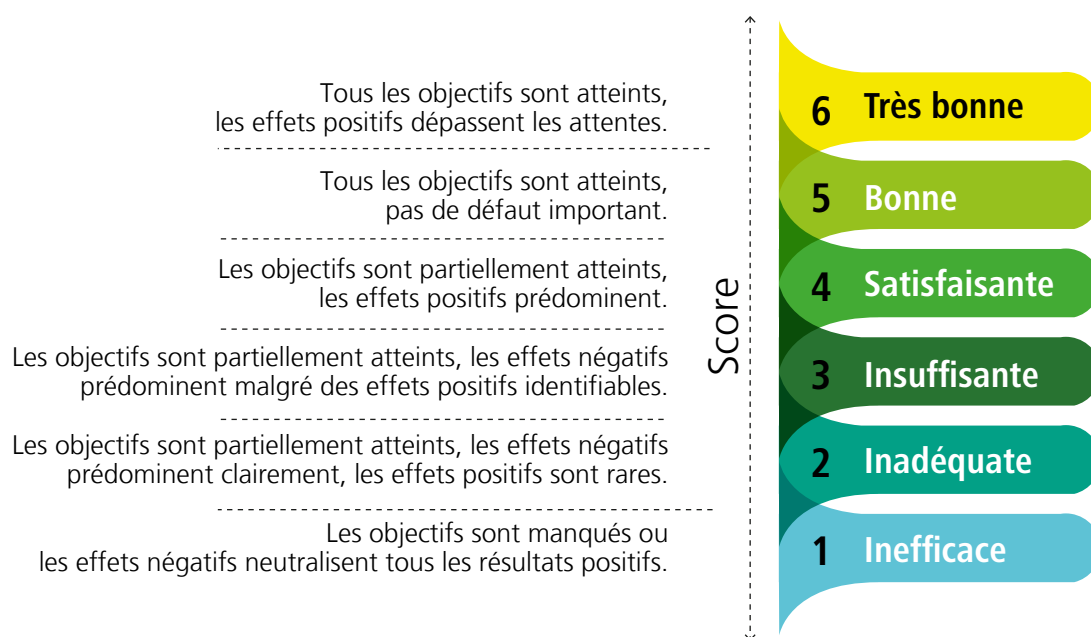 Tous les objectifs sont atteints,
les effets positifs dépassent les attentes.
6 Très bonne
Tous les objectifs sont atteints,
pas de défaut important.
5 Bonne
Les objectifs sont partiellement atteints,
les effets positifs prédominent.
4 Satisfaisante
Score
Les objectifs sont partiellement atteints, les effets négatifs
prédominent malgré des effets positifs identifiables.
3 Insuffisante
Les objectifs sont partiellement atteints, les effets négatifs
prédominent clairement, les effets positifs sont rares.
2 Inadéquate
Les objectifs sont manqués ou
les effets négatifs neutralisent tous les résultats positifs.
1 Inefficace